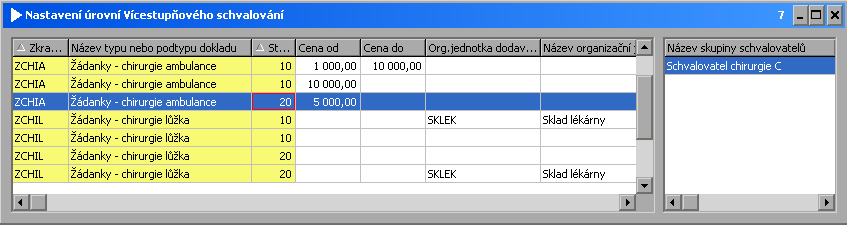 Nastavení úrovní Vícestupňového schvalování 7
Zkra... Název typu nebo podtypu dokladu St... Cena od Cena do Org.jednotka dodav... Název organizační j
ZCHIA Žádanky - chirurgie ambulance 10 1 000,00 10 000,00
ZCHIA Žádanky - chirurgie ambulance 10 10 000,00
ZCHIA Žádanky - chirurgie ambulance 20 5 000,00
ZCHIL Žádanky - chirurgie lůžka 10 SKLEK Sklad lékárny
ZCHIL Žádanky - chirurgie lůžka 10
ZCHIL Žádanky - chirurgie lůžka 20
ZCHIL Žádanky - chirurgie lůžka 20 SKLEK Sklad lékárny
Název skupiny schvalovatelů
Schvalovatel chirurgie C